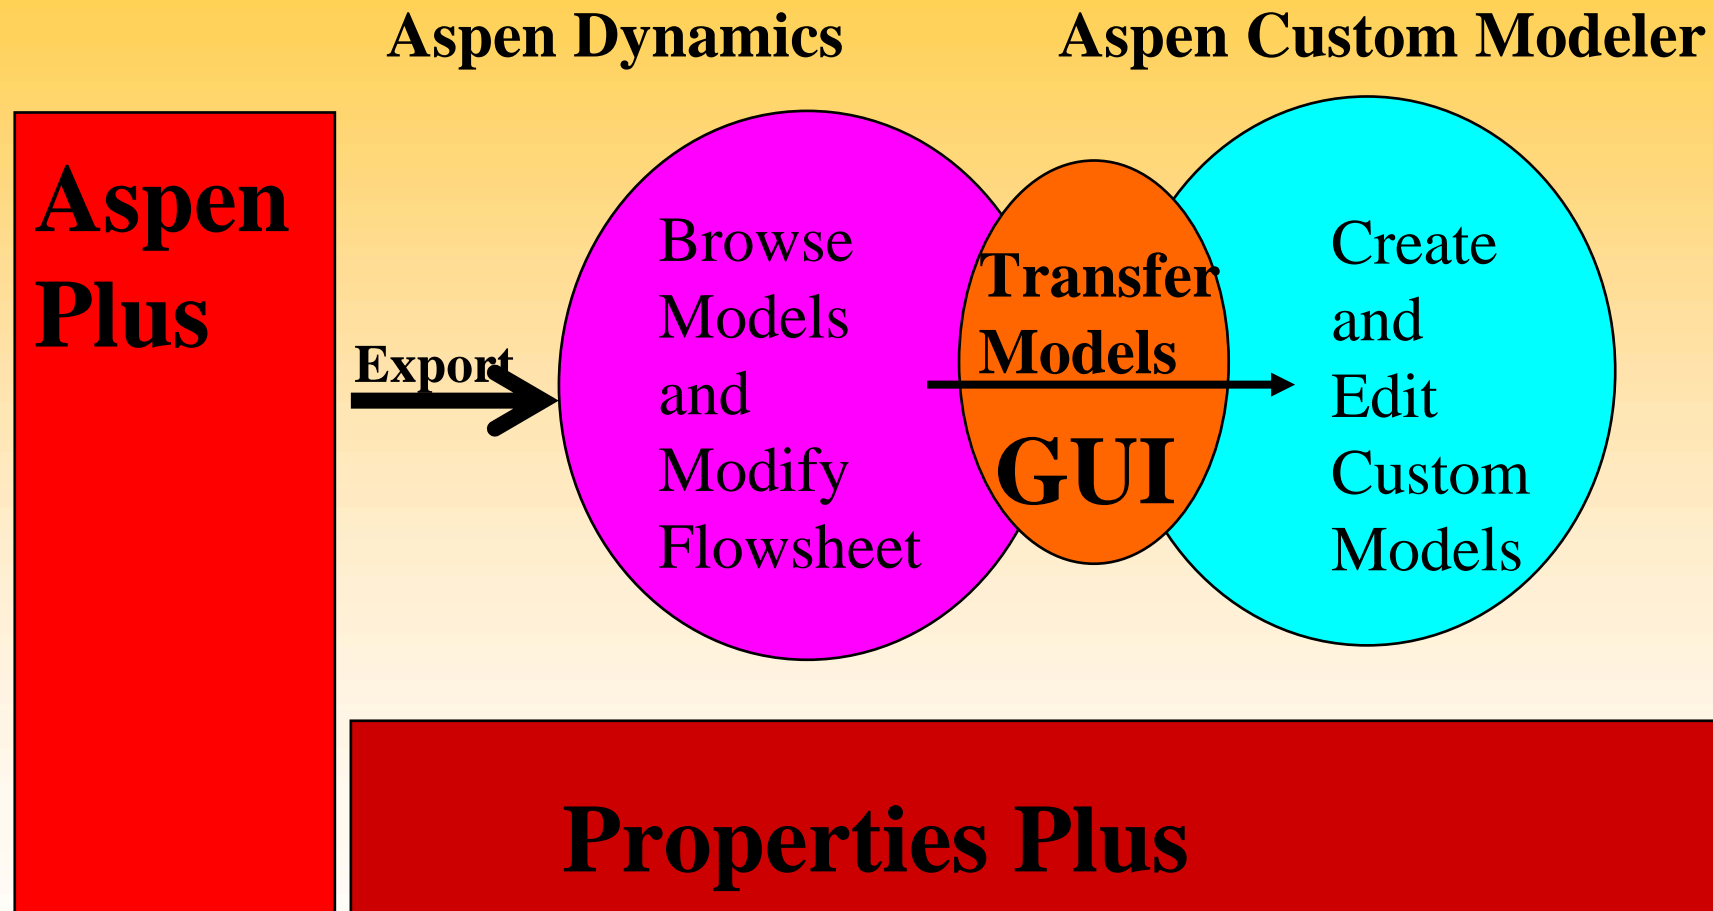 Aspen Dynamics
Aspen Custom Modeler
Aspen
Plus
Export
Browse
Models
and
Modify
Flowsheet
Transfer
Models
GUI
Create
and
Edit
Custom
Models
Properties Plus